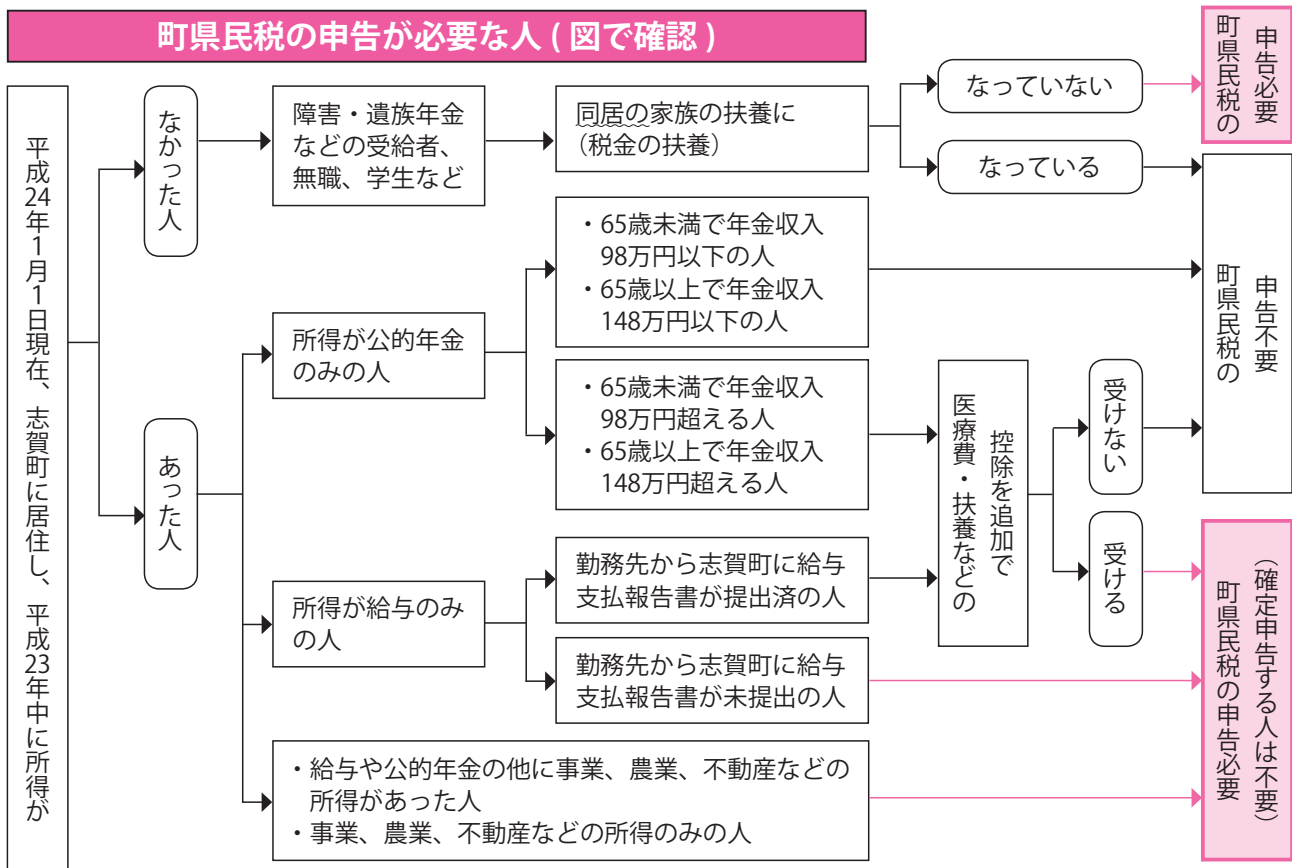 町県民税の申告が必要な人 ( 図で確認 )
平成24年1月1日現在、志賀町に居住し、平成23年中に所得が
なかった人
障害・遺族年金
などの受給者、
無職、学生など
同居の家族の扶養に
（税金の扶養）
なっていない
町県民税の
申告必要
なっている
町県民税の
申告不要
あった人
所得が公的年金
のみの人
・65歳未満で年金収入
98万円以下の人
・65歳以上で年金収入
148万円以下の人
・65歳未満で年金収入
98万円超える人
・65歳以上で年金収入
148万円超える人
医療費・扶養などの
控除を追加で
受けない
受ける
所得が給与のみ
の人
勤務先から志賀町に給与
支払報告書が提出済の人
勤務先から志賀町に給与
支払報告書が未提出の人
・給与や公的年金の他に事業、農業、不動産などの
所得があった人
・事業、農業、不動産などの所得のみの人
町県民税の申告必要
（確定申告する人は不要）